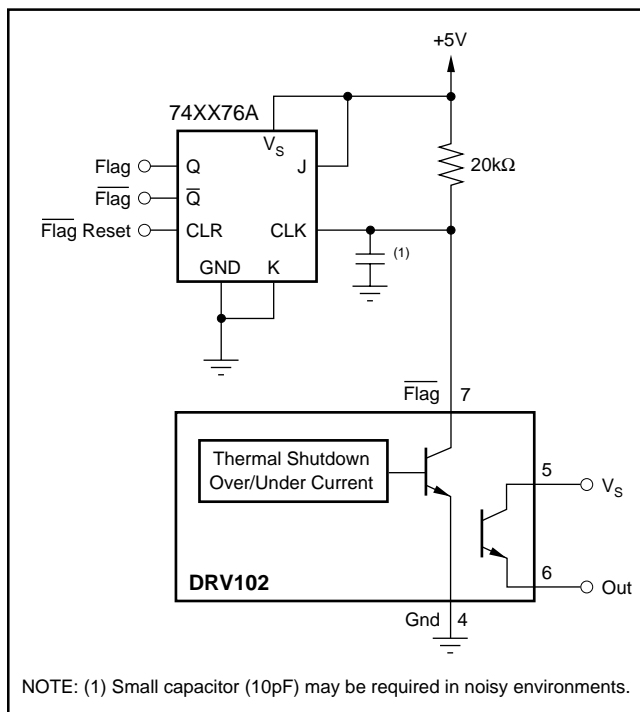 +5V
74XX76A
VS
Flag
Q
J
20kΩ
Flag
Q
Flag Reset
CLR
CLK
(1)
GND
K
Flag
7
Thermal Shutdown
Over/Under Current
5
VS
6
Out
DRV102
Gnd
4
NOTE: (1) Small capacitor (10pF) may be required in noisy environments.